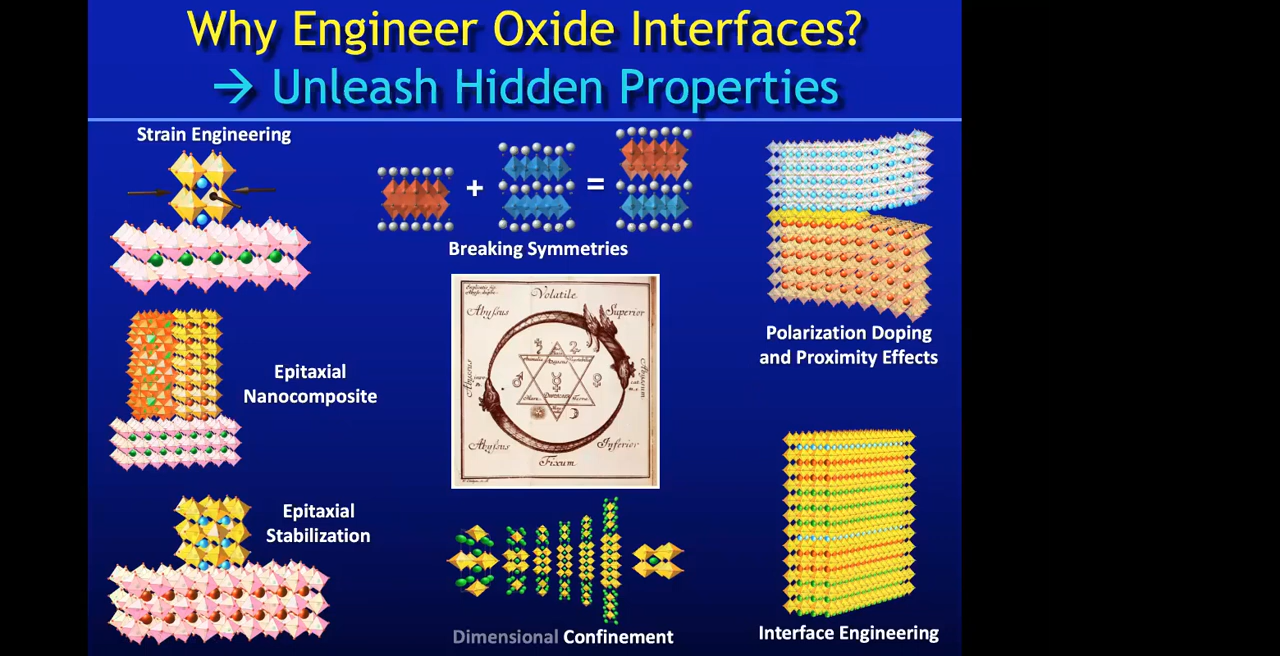 Why Engineer Oxide Interfaces?
→ Unleash Hidden Properties
Strain Engineering
+
=
Breaking Symmetries
Polarization Doping
and Proximity Effects
Epitaxial
Nanocomposite
Volatile
Abyssus
Superior
Abyssus
Inferior
Fixum
Epitaxial
Stabilization
Dimensional Confinement
Interface Engineering